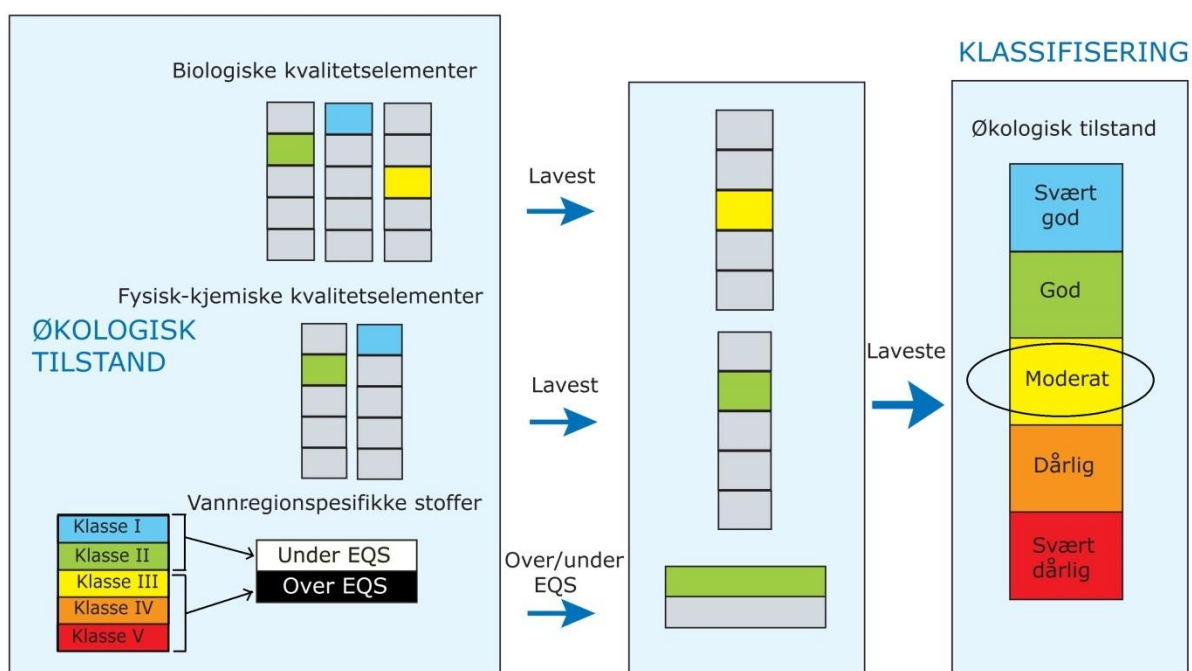 Biologiske kvalitetselementer
Fysisk-kjemiske kvalitetselementer
ØKOLOGISK
TILSTAND
Vannregionspesifikke stoffer
Klasse I
Klasse II
Klasse III
Klasse IV
Klasse V
Under EQS
Over EQS
Lavest
Lavest
Over/under
EQS
Laveste
KLASSIFISERING
Økologisk tilstand
Svært
god
God
Moderat
Dårlig
Svært
dårlig